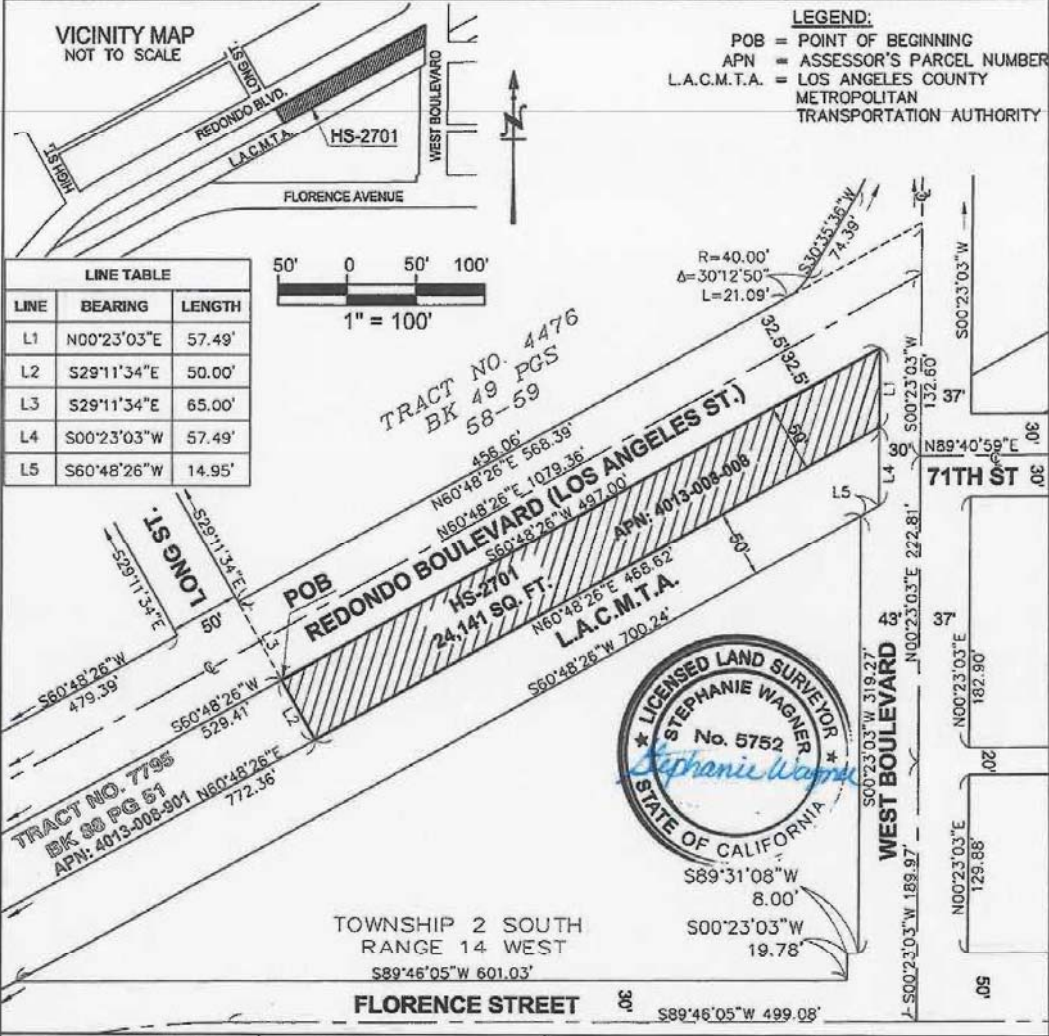 VICINITY MAP
NOT TO SCALE
LONG ST.
REDONDO BLVD.
L.A.C.M.T.A.
HS-2701
HIGH ST.
WEST BOULEVARD
FLORENCE AVENUE
N
LEGEND:
POB = POINT OF BEGINNING
APN = ASSESSOR'S PARCEL NUMBER
L.A.C.M.T.A. = LOS ANGELES COUNTY
METROPOLITAN
TRANSPORTATION AUTHORITY
LINE TABLE
LINE BEARING LENGTH
L1 N00°23'03"E 57.49'
L2 S29°11'34"E 50.00'
L3 S29°11'34"E 65.00'
L4 S00°23'03"W 57.49'
L5 S60°48'26"W 14.95'
50' 0 50' 100'
1" = 100'
TRACT NO. 4476
BK 49 PGS
58-59
R=40.00'
Δ=30°12'50"
L=21.09'
S30°35'36"W
74.39'
3'
S00°23'03"W
32.5'
32.5'
S00°23'03"W
132.60'
37'
30'
N89°40'59"E
30'
71TH ST
30'
L1
L4
L5
456.06'
N60°48'26"E 568.39'
N60°48'26"E 1079.36'
REDONDO BOULEVARD (LOS ANGELES ST.)
S60°48'26"W 497.00'
50'
APN: 4013-008-008
HS-2701
24,141 SQ. FT.
N60°48'26"E 468.62'
L.A.C.M.T.A.
50'
S60°48'26"W 700.24'
LONG ST.
S29°11'34"E
S29°11'34"E
50'
POB
L3
L2
S60°48'26"W
479.39'
S60°48'26"W
529.41'
TRACT NO. 7795
BK 88 PG 51
APN: 4013-008-901
N60°48'26"E
772.36'
LICENSED LAND SURVEYOR
STEPHANIE WAGNER
No. 5752
Stephanie Wagner
STATE OF CALIFORNIA
43'
37'
N00°23'03"E 222.81'
S00°23'03"W 319.27'
WEST BOULEVARD
N00°23'03"E
182.90'
20'
N00°23'03"E
129.88'
S00°23'03"W 189.97'
50'
S89°31'08"W
8.00'
S00°23'03"W
19.78'
TOWNSHIP 2 SOUTH
RANGE 14 WEST
S89°46'05"W 601.03'
FLORENCE STREET
30'
S89°46'05"W 499.08'